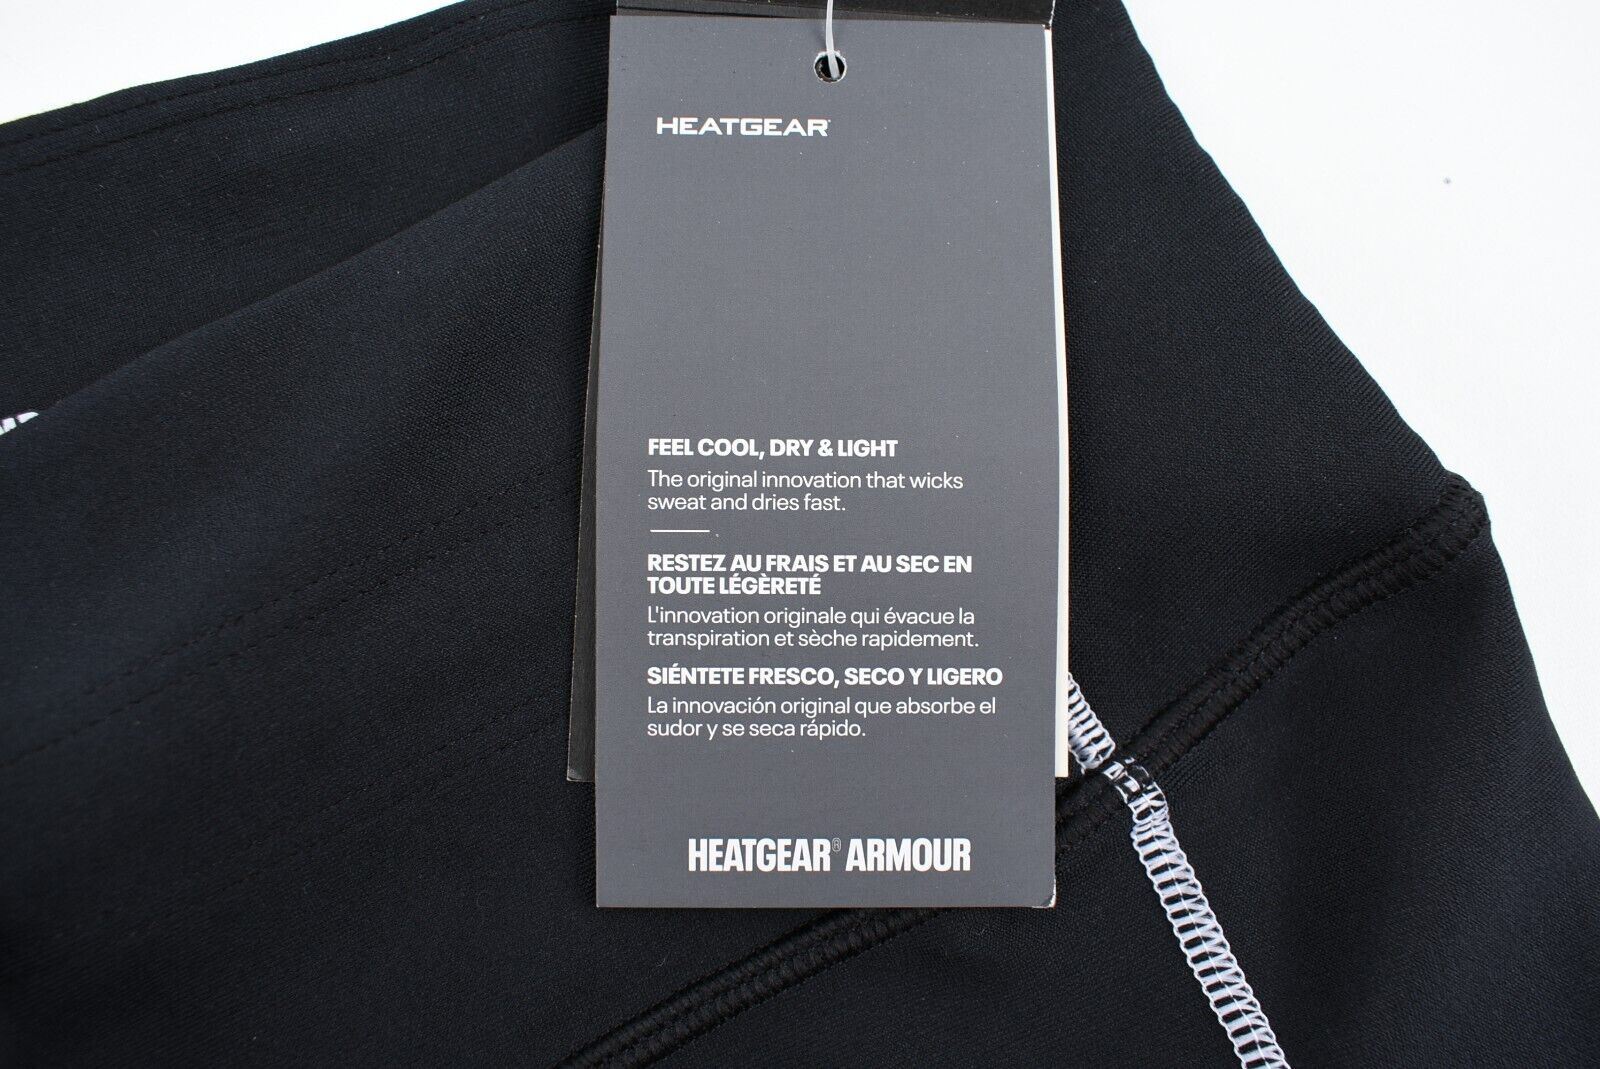 HEATGEAR
FEEL COOL, DRY & LIGHT
The original innovation that wicks
sweat and dries fast.
RESTEZ AU FRAIS ET AU SEC EN
TOUTE LÉGÈRETÉ
L'innovation originale qui évacue la
transpiration et sèche rapidement.
SIÉNTETE FRESCO, SECO Y LIGERO
La innovación original que absorbe el
sudor y se seca rápido.
HEATGEAR® ARMOUR